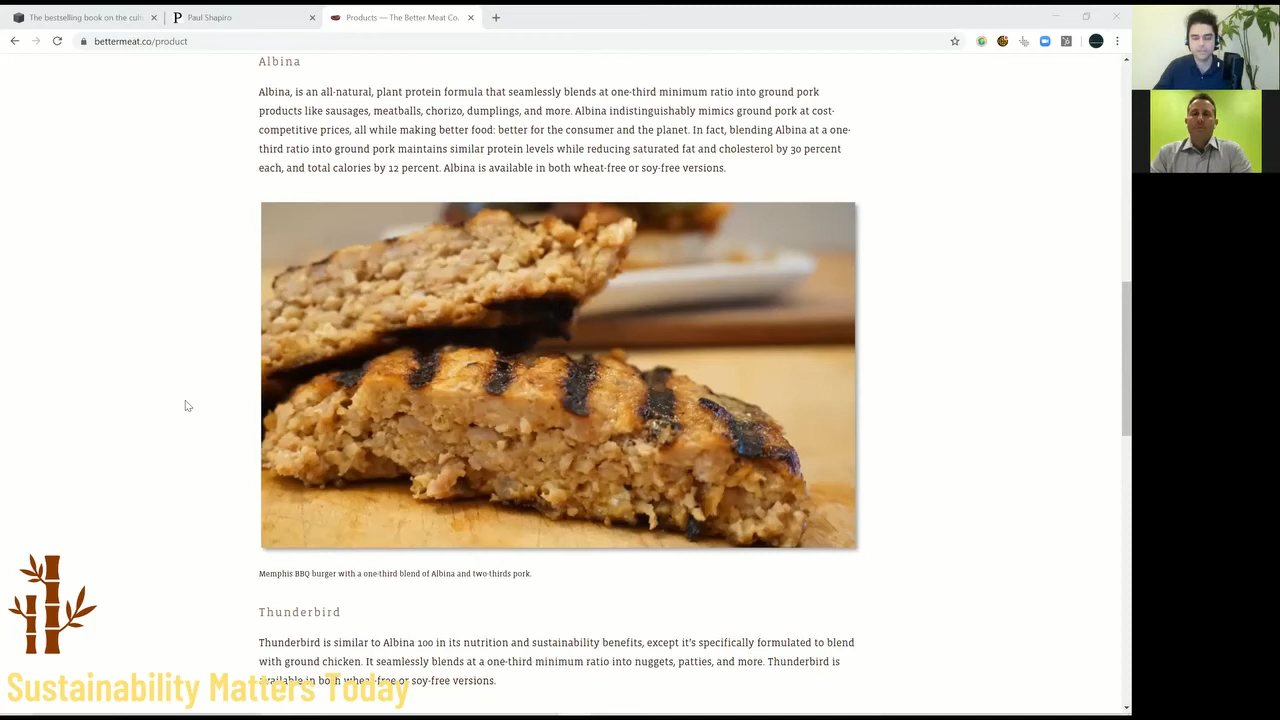 The bestselling book on the cult
Paul Shapiro
Products — The Better Meat Co.
bettermeat.co/product
Albina
Albina, is an all-natural, plant protein formula that seamlessly blends at one-third minimum ratio into ground pork
products like sausages, meatballs, chorizo, dumplings, and more. Albina indistinguishably mimics ground pork at cost-
competitive prices, all while making better food: better for the consumer and the planet. In fact, blending Albina at a one-
third ratio into ground pork maintains similar protein levels while reducing saturated fat and cholesterol by 30 percent
each, and total calories by 12 percent. Albina is available in both wheat-free or soy-free versions.
Memphis BBQ burger with a one-third blend of Albina and two-thirds pork.
Thunderbird
Thunderbird is similar to Albina 100 in its nutrition and sustainability benefits, except it's specifically formulated to blend
with ground chicken. It seamlessly blends at a one-third minimum ratio into nuggets, patties, and more. Thunderbird is
available in both wheat-free or soy-free versions.
Sustainability Matters Today